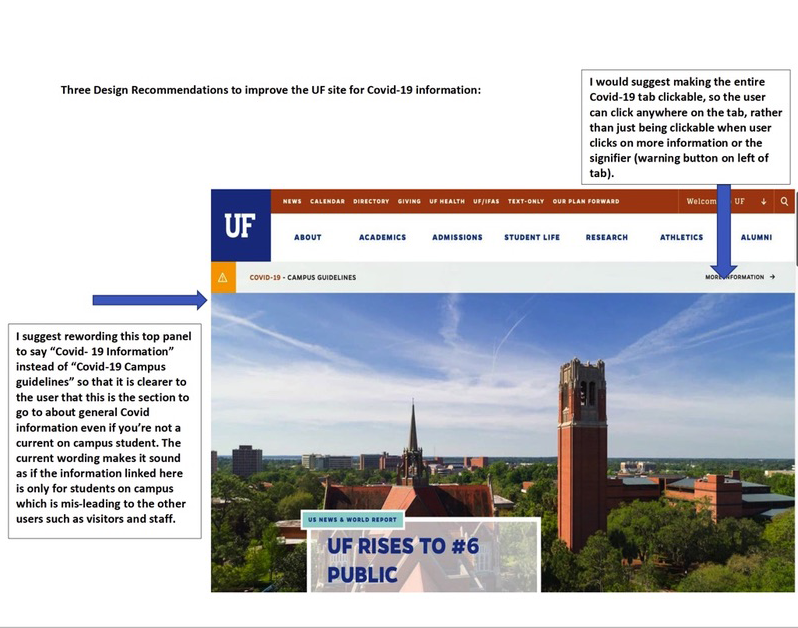 Three Design Recommendations to improve the UF site for Covid-19 information:
I would suggest making the entire
Covid-19 tab clickable, so the user
can click anywhere on the tab, rather
than just being clickable when user
clicks on more information or the
signifier (warning button on left of
tab).
NEWS CALENDAR DIRECTORY GIVING UF HEALTH UF/IFAS TEXT-ONLY OUR PLAN FORWARD
UF
UF
ABOUT ACADEMICS ADMISSIONS STUDENT LIFE RESEARCH ATHLETICS ALUMNI
COVID-19 - CAMPUS GUIDELINES
I suggest rewording this top panel
to say “Covid- 19 Information”
instead of “Covid-19 Campus
guidelines” so that it is clearer to
the user that this is the section to
go to about general Covid
information even if you’re not a
current on campus student. The
current wording makes it sound
as if the information linked here
is only for students on campus
which is mis-leading to the other
users such as visitors and staff.
US NEWS & WORLD REPORT
UF RISES TO #6
PUBLIC